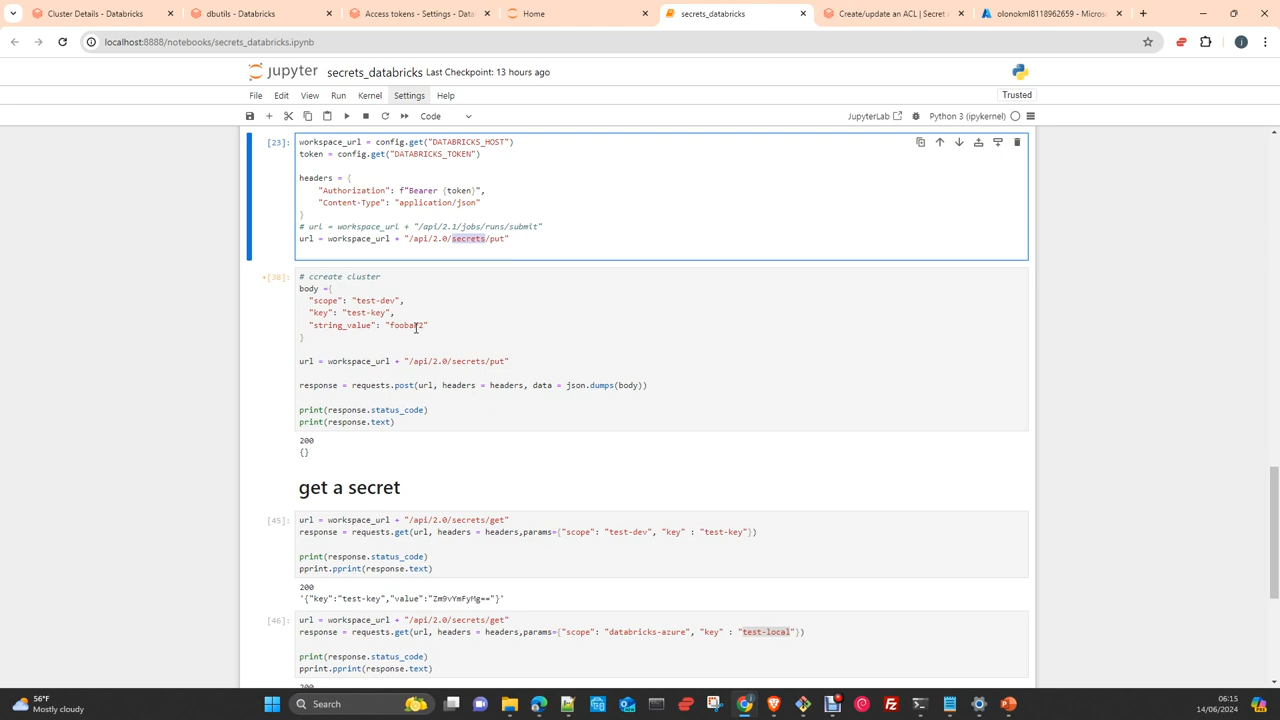 Cluster Details - Databricks
dbutils - Databricks
Access tokens - Settings - Data
Home
secrets_databricks
Create/update an ACL | Secret
olonokml8118962659 - Micros
localhost:8888/notebooks/secrets_databricks.ipynb
jupyter secrets_databricks Last Checkpoint: 13 hours ago
File Edit View Run Kernel Settings Help
Trusted
Code
JupyterLab
Python 3 (ipykernel)
[23]: workspace_url = config.get("DATABRICKS_HOST")
token = config.get("DATABRICKS_TOKEN")
headers = {
"Authorization": f"Bearer {token}",
"Content-Type": "application/json"
}
# url = workspace_url + "/api/2.1/jobs/runs/submit"
url = workspace_url + "/api/2.0/secrets/put"
[38]: # ccreate cluster
body ={
"scope": "test-dev",
"key": "test-key",
"string_value": "foobar2"
}
url = workspace_url + "/api/2.0/secrets/put"
response = requests.post(url, headers = headers, data = json.dumps(body))
print(response.status_code)
print(response.text)
200
{}
get a secret
[45]: url = workspace_url + "/api/2.0/secrets/get"
response = requests.get(url, headers = headers,params={"scope": "test-dev", "key" : "test-key"})
print(response.status_code)
pprint.pprint(response.text)
200
'{"key":"test-key","value":"Zm9vYmFyMg=="}'
[46]: url = workspace_url + "/api/2.0/secrets/get"
response = requests.get(url, headers = headers,params={"scope": "databricks-azure", "key" : "test-local"})
print(response.status_code)
pprint.pprint(response.text)
200
56°F
Mostly cloudy
Search
06:15
14/06/2024